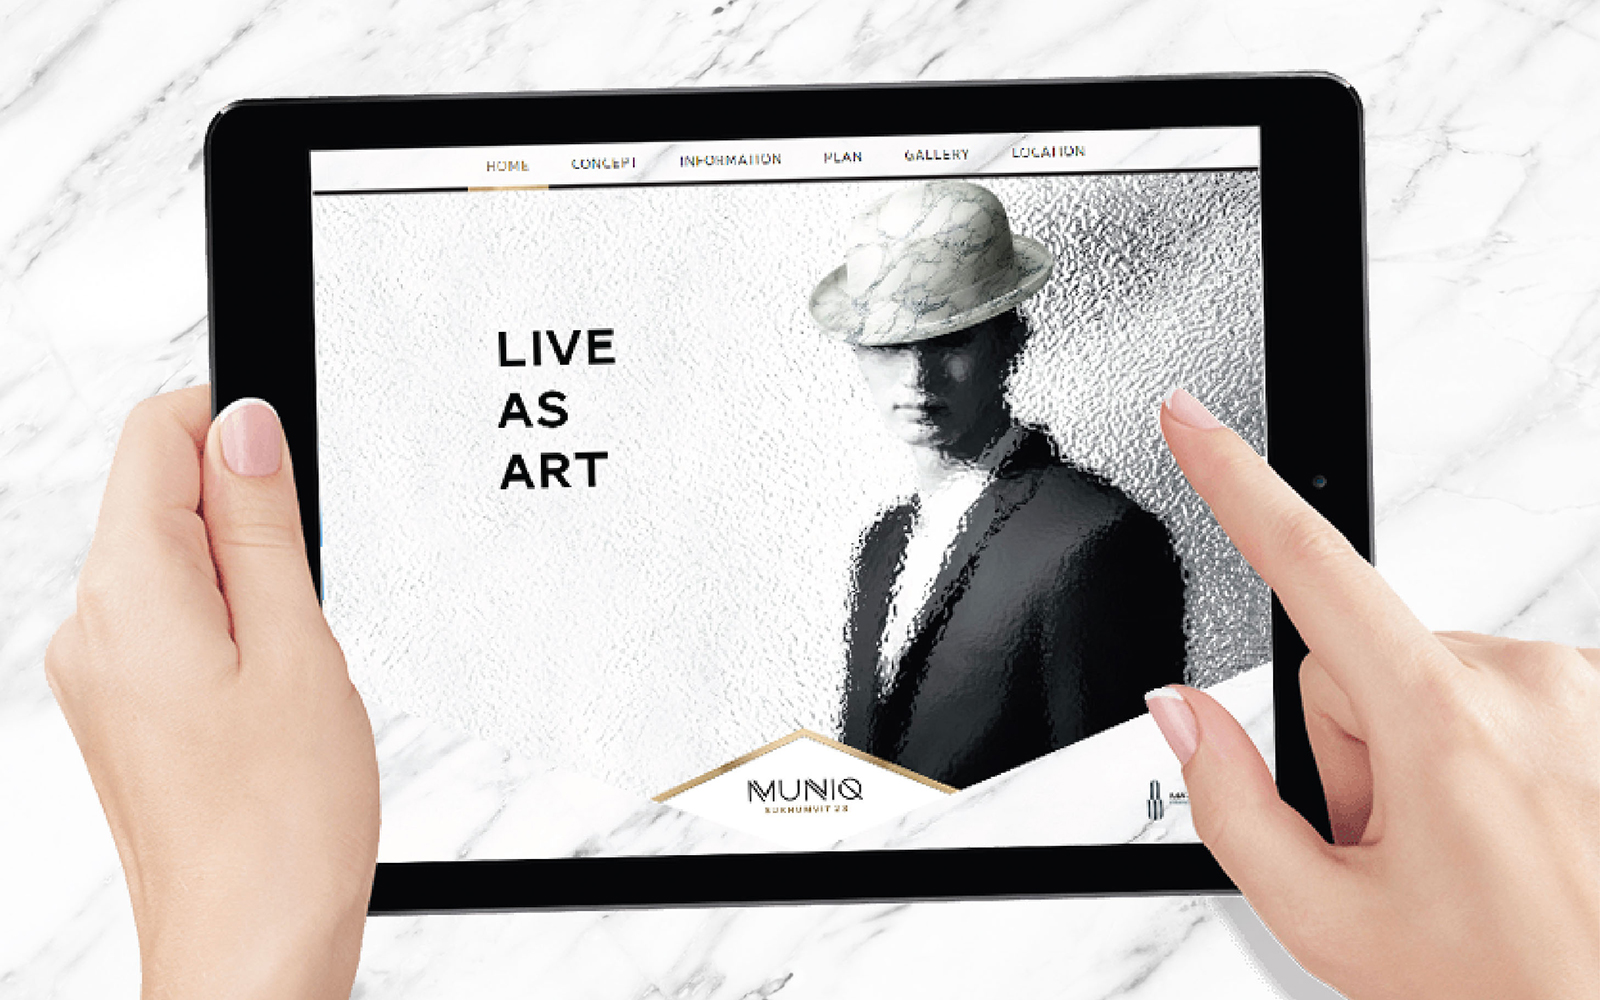 HOME CONCEPT INFORMATION PLAN GALLERY LOCATION
LIVE
AS
ART
MUNIQ
SUKHUMVIT 23